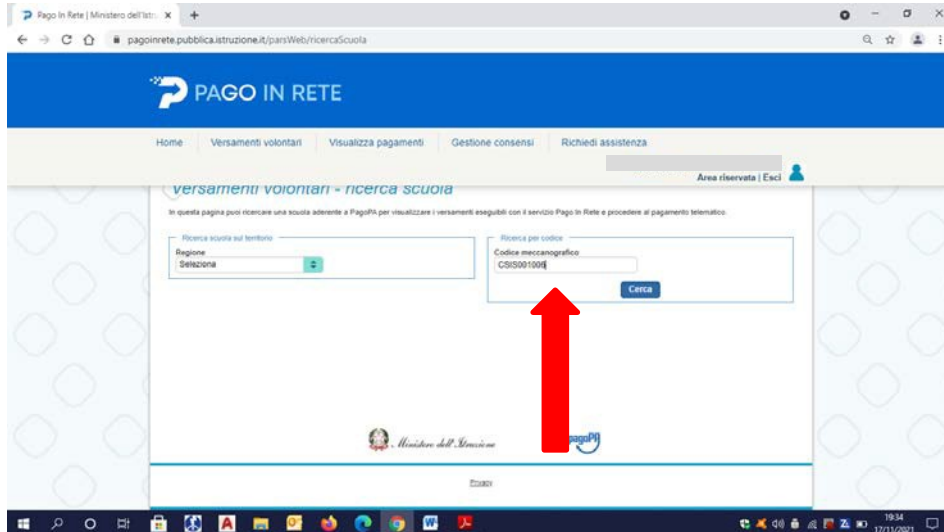 Pago In Rete | Ministero dell'Istr
pagoinrete.pubblica.istruzione.it/parsWeb/ricercaScuola
PAGO IN RETE
Home Versamenti volontari Visualizza pagamenti Gestione consensi Richiedi assistenza
Area riservata | Esci
Versamenti volontari - ricerca scuola
In questa pagina puoi ricercare una scuola aderente a PagoPA per visualizzare i versamenti eseguibili con il servizio Pago In Rete e procedere al pagamento telematico.
Ricerca scuola sul territorio
Regione
Seleziona
Ricerca per codice
Codice meccanografico
CSIS001006
Cerca
Ministero dell'Istruzione
pagoPA
Privacy
19:34
17/11/2021